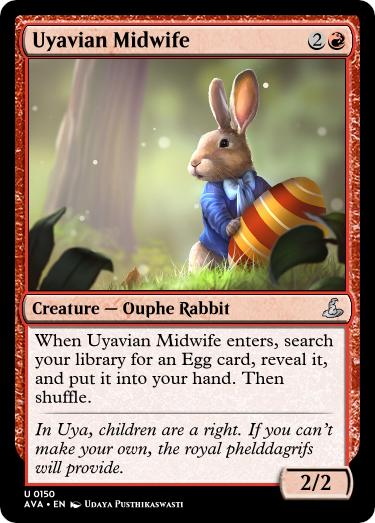 Uyavian Midwife 2
Creature — Ouphe Rabbit
When Uyavian Midwife enters, search
your library for an Egg card, reveal it,
and put it into your hand. Then
shuffle.
In Uya, children are a right. If you can't
make your own, the royal phelddagrifs
will provide.
2/2
U 0150
AVA • EN Udaya Pusthikaswasti